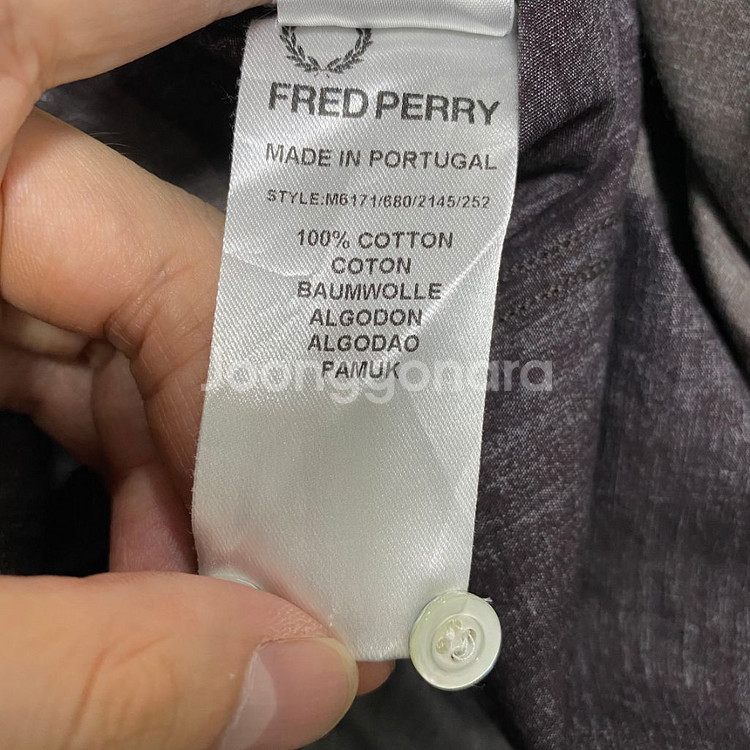 FRED PERRY
MADE IN PORTUGAL
STYLE:M6171/680/2145/252
100% COTTON
COTON
BAUMWOLLE
ALGODON
ALGODAO
PAMUK
Joonggonara